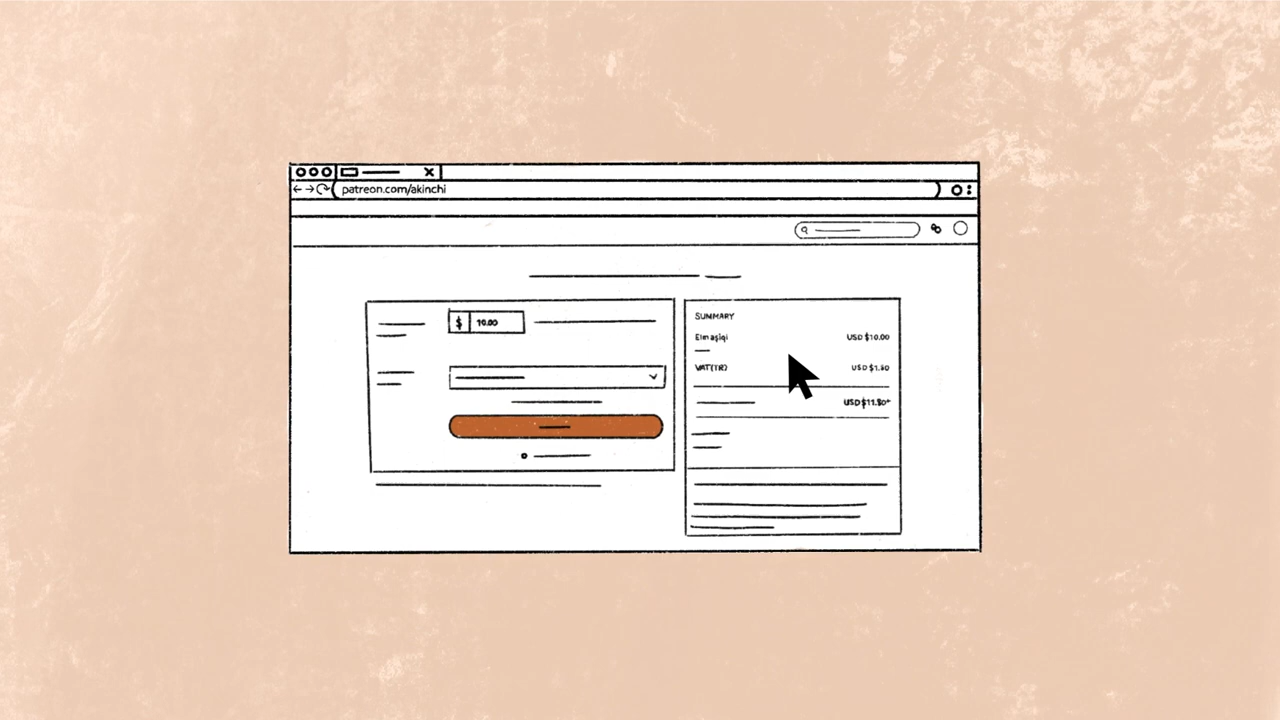 patreon.com/akinchi
$ 10.00
SUMMARY
Elm aşiqi USD $10.00
VAT(TR) USD $1.80
USD $11.80*